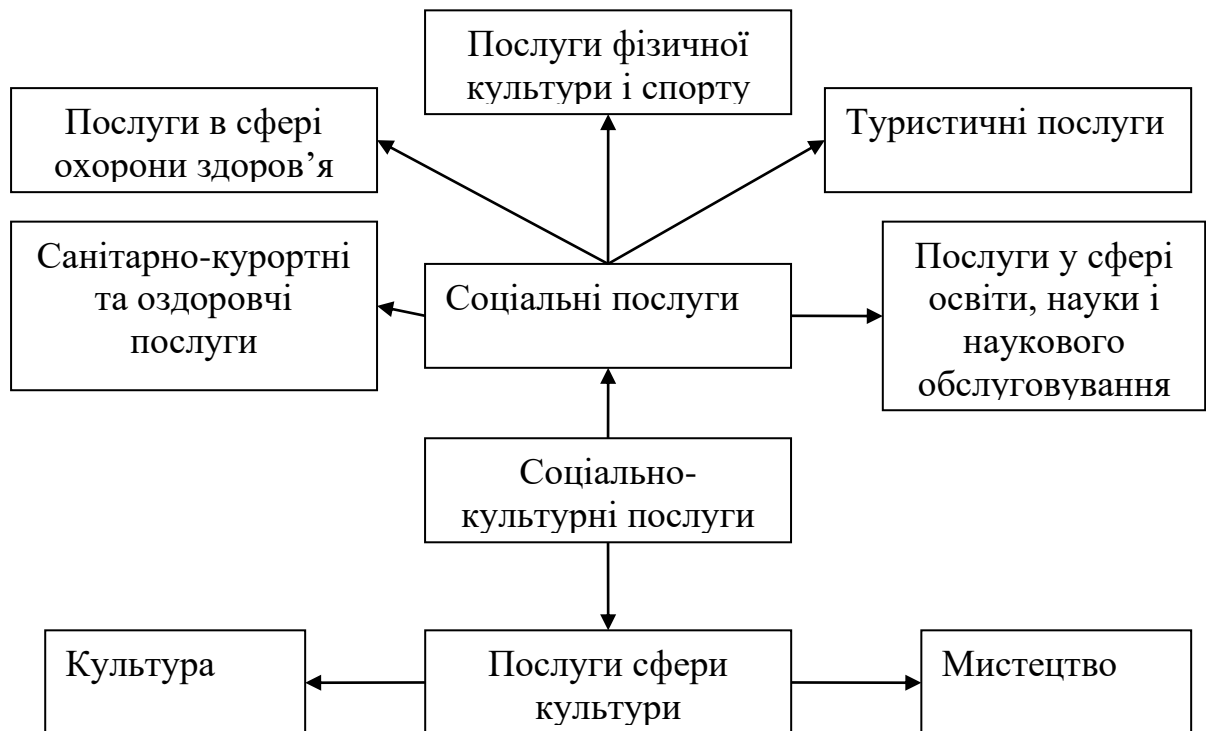 Послуги фізичної
культури і спорту
Послуги в сфері
охорони здоров’я
Туристичні послуги
Санітарно-курортні
та оздоровчі
послуги
Соціальні послуги
Послуги у сфері
освіти, науки і
наукового
обслуговування
Соціально-
культурні послуги
Культура
Послуги сфери
культури
Мистецтво